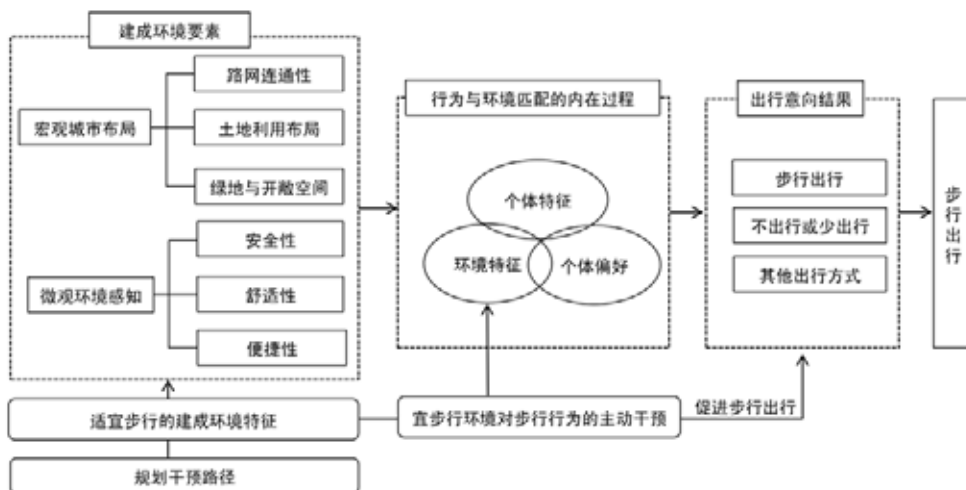 建成环境要素
宏观城市布局
路网连通性
土地利用布局
绿地与开敞空间
微观环境感知
安全性
舒适性
便捷性
行为与环境匹配的内在过程
个体特征
环境特征
个体偏好
出行意向结果
步行出行
不出行或少出行
其他出行方式
步行出行
适宜步行的建成环境特征
宜步行环境对步行行为的主动干预
促进步行出行
规划干预路径